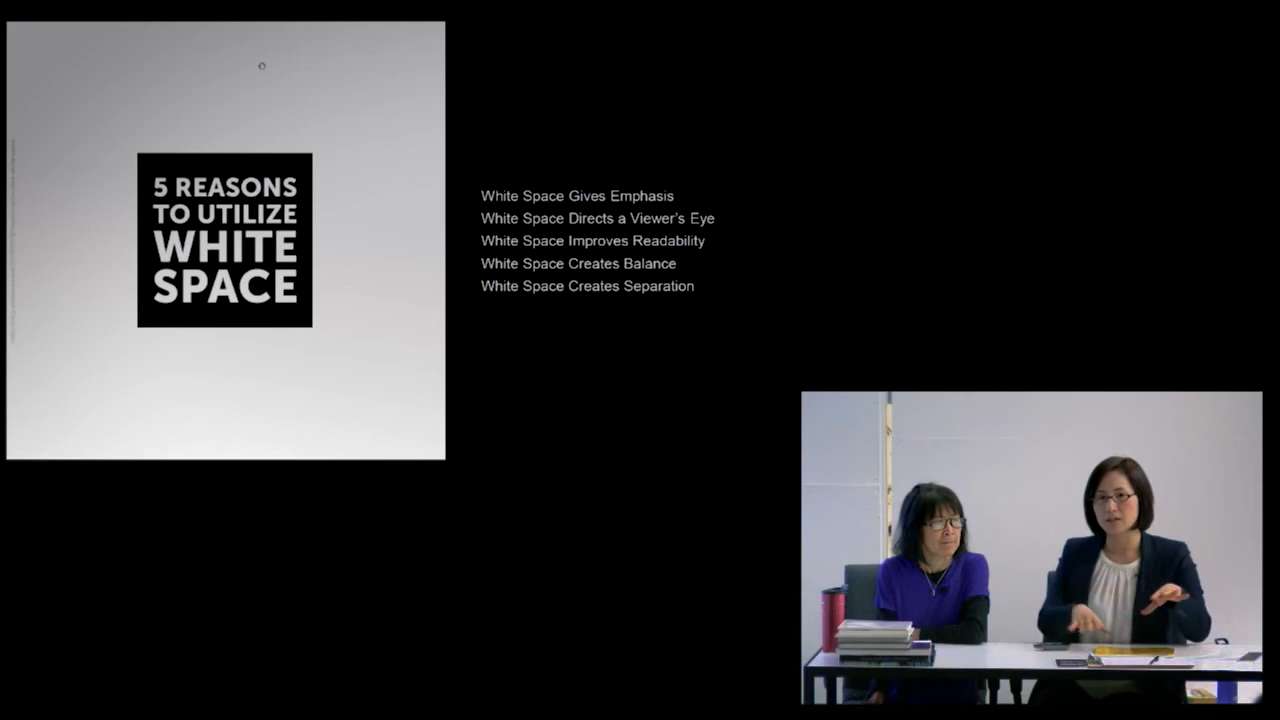 5 REASONS
TO UTILIZE
WHITE
SPACE
White Space Gives Emphasis
White Space Directs a Viewer's Eye
White Space Improves Readability
White Space Creates Balance
White Space Creates Separation